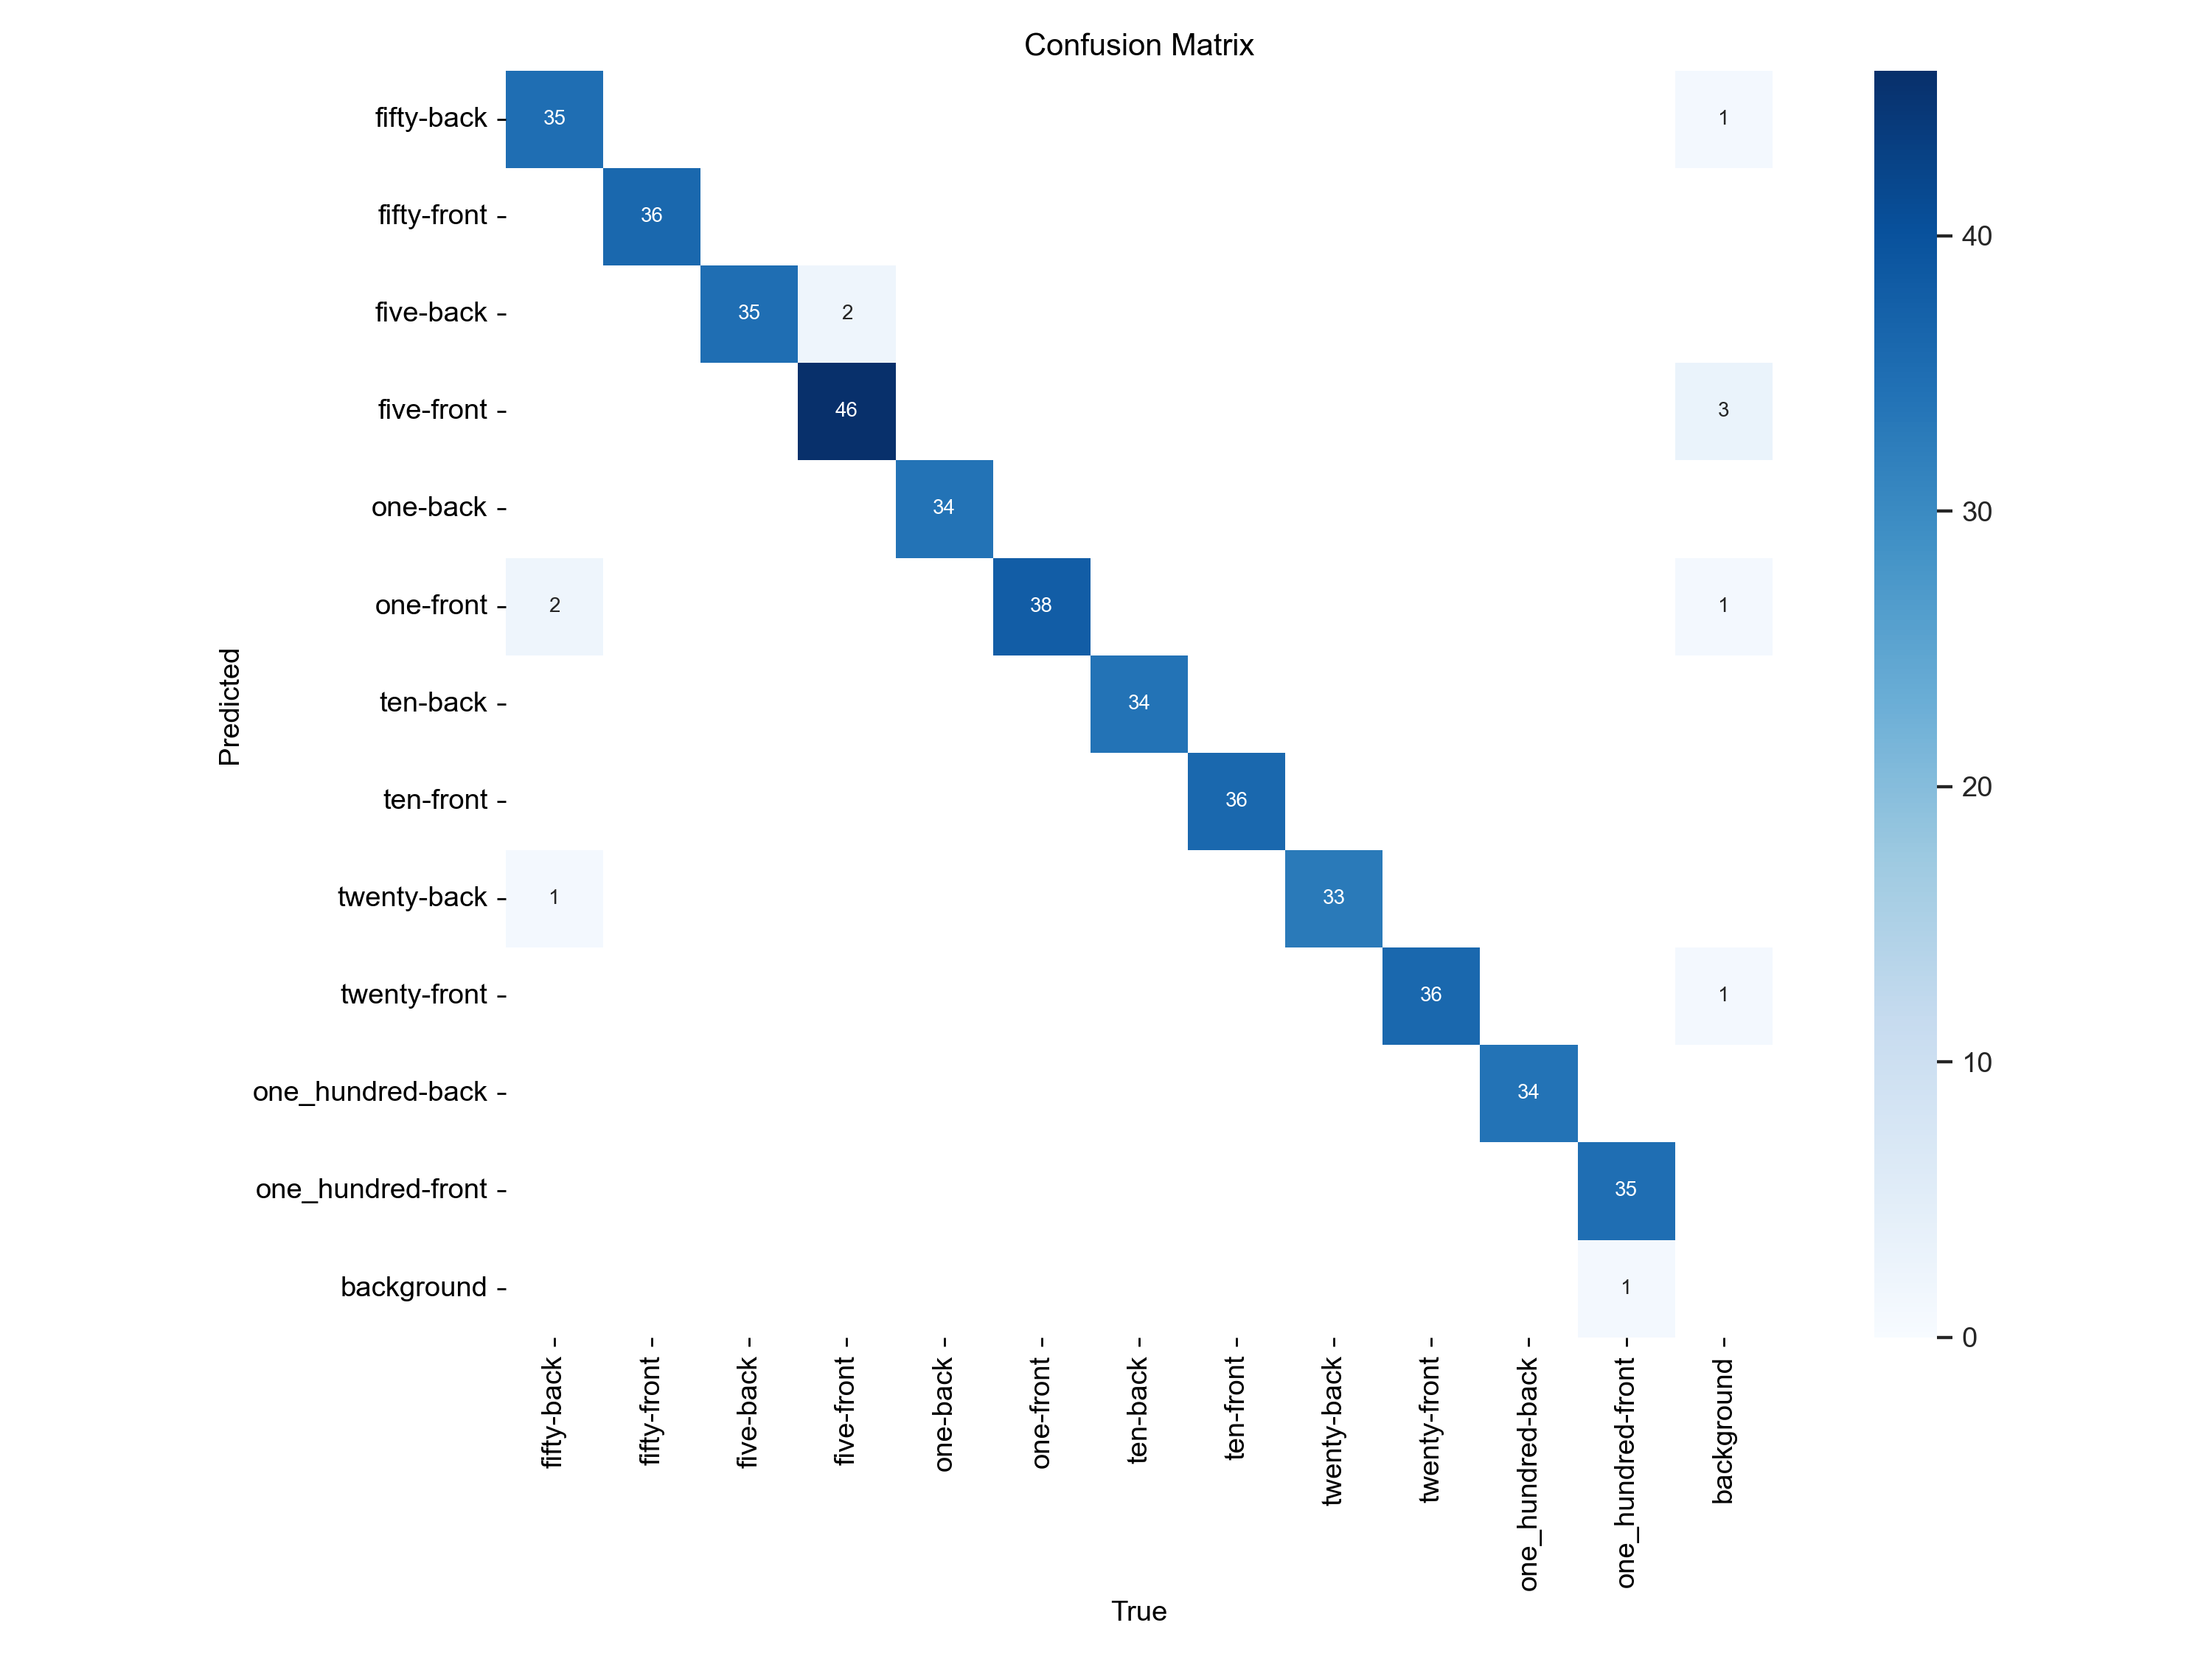 Confusion Matrix
fifty-back 35 1
fifty-front 36
40
five-back 35 2
five-front 46 3
one-back 34
30
one-front 2 38 1
Predicted
ten-back 34
ten-front 36
20
twenty-back 1 33
twenty-front 36 1
10
one_hundred-back 34
one_hundred-front 35
background 1
0
fifty-back
fifty-front
five-back
five-front
one-back
one-front
ten-back
ten-front
twenty-back
twenty-front
one_hundred-back
one_hundred-front
background
True